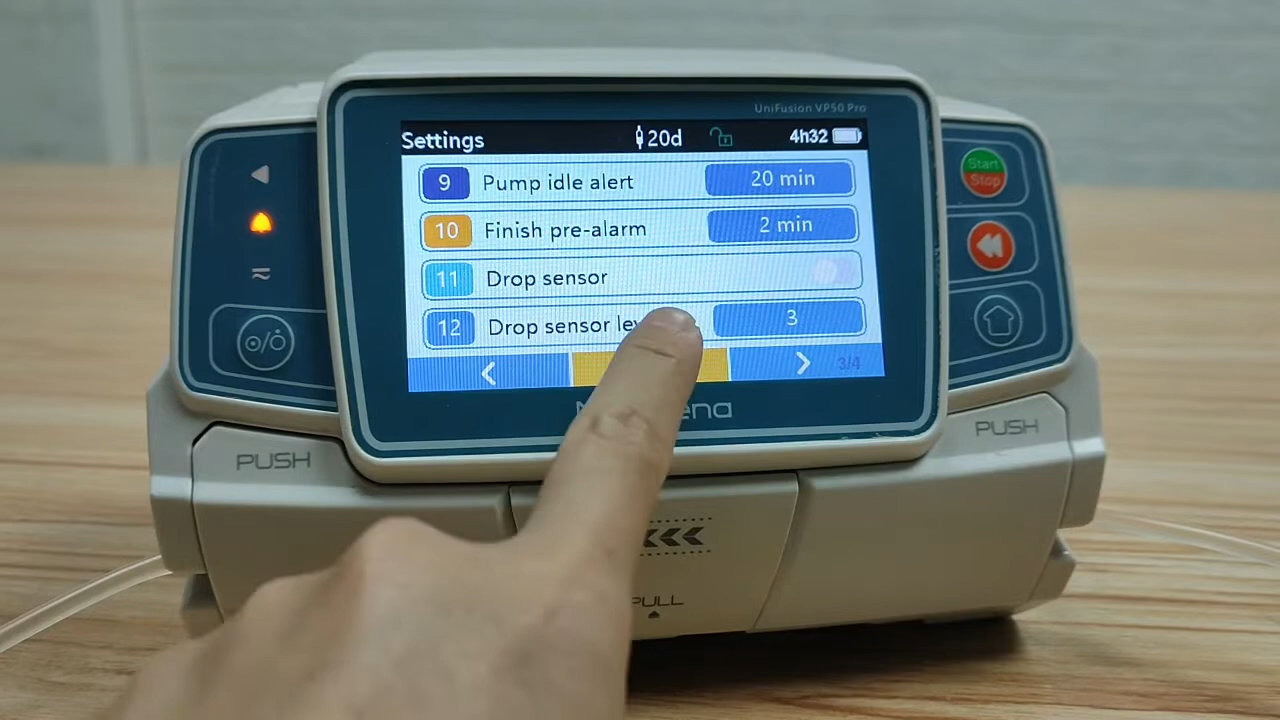 UniFusion VP50 Pro
Settings 20d 4h32
9 Pump idle alert 20 min
10 Finish pre-alarm 2 min
11 Drop sensor
12 Drop sensor 3
3/4
Start
Stop
PUSH
PUSH
PULL